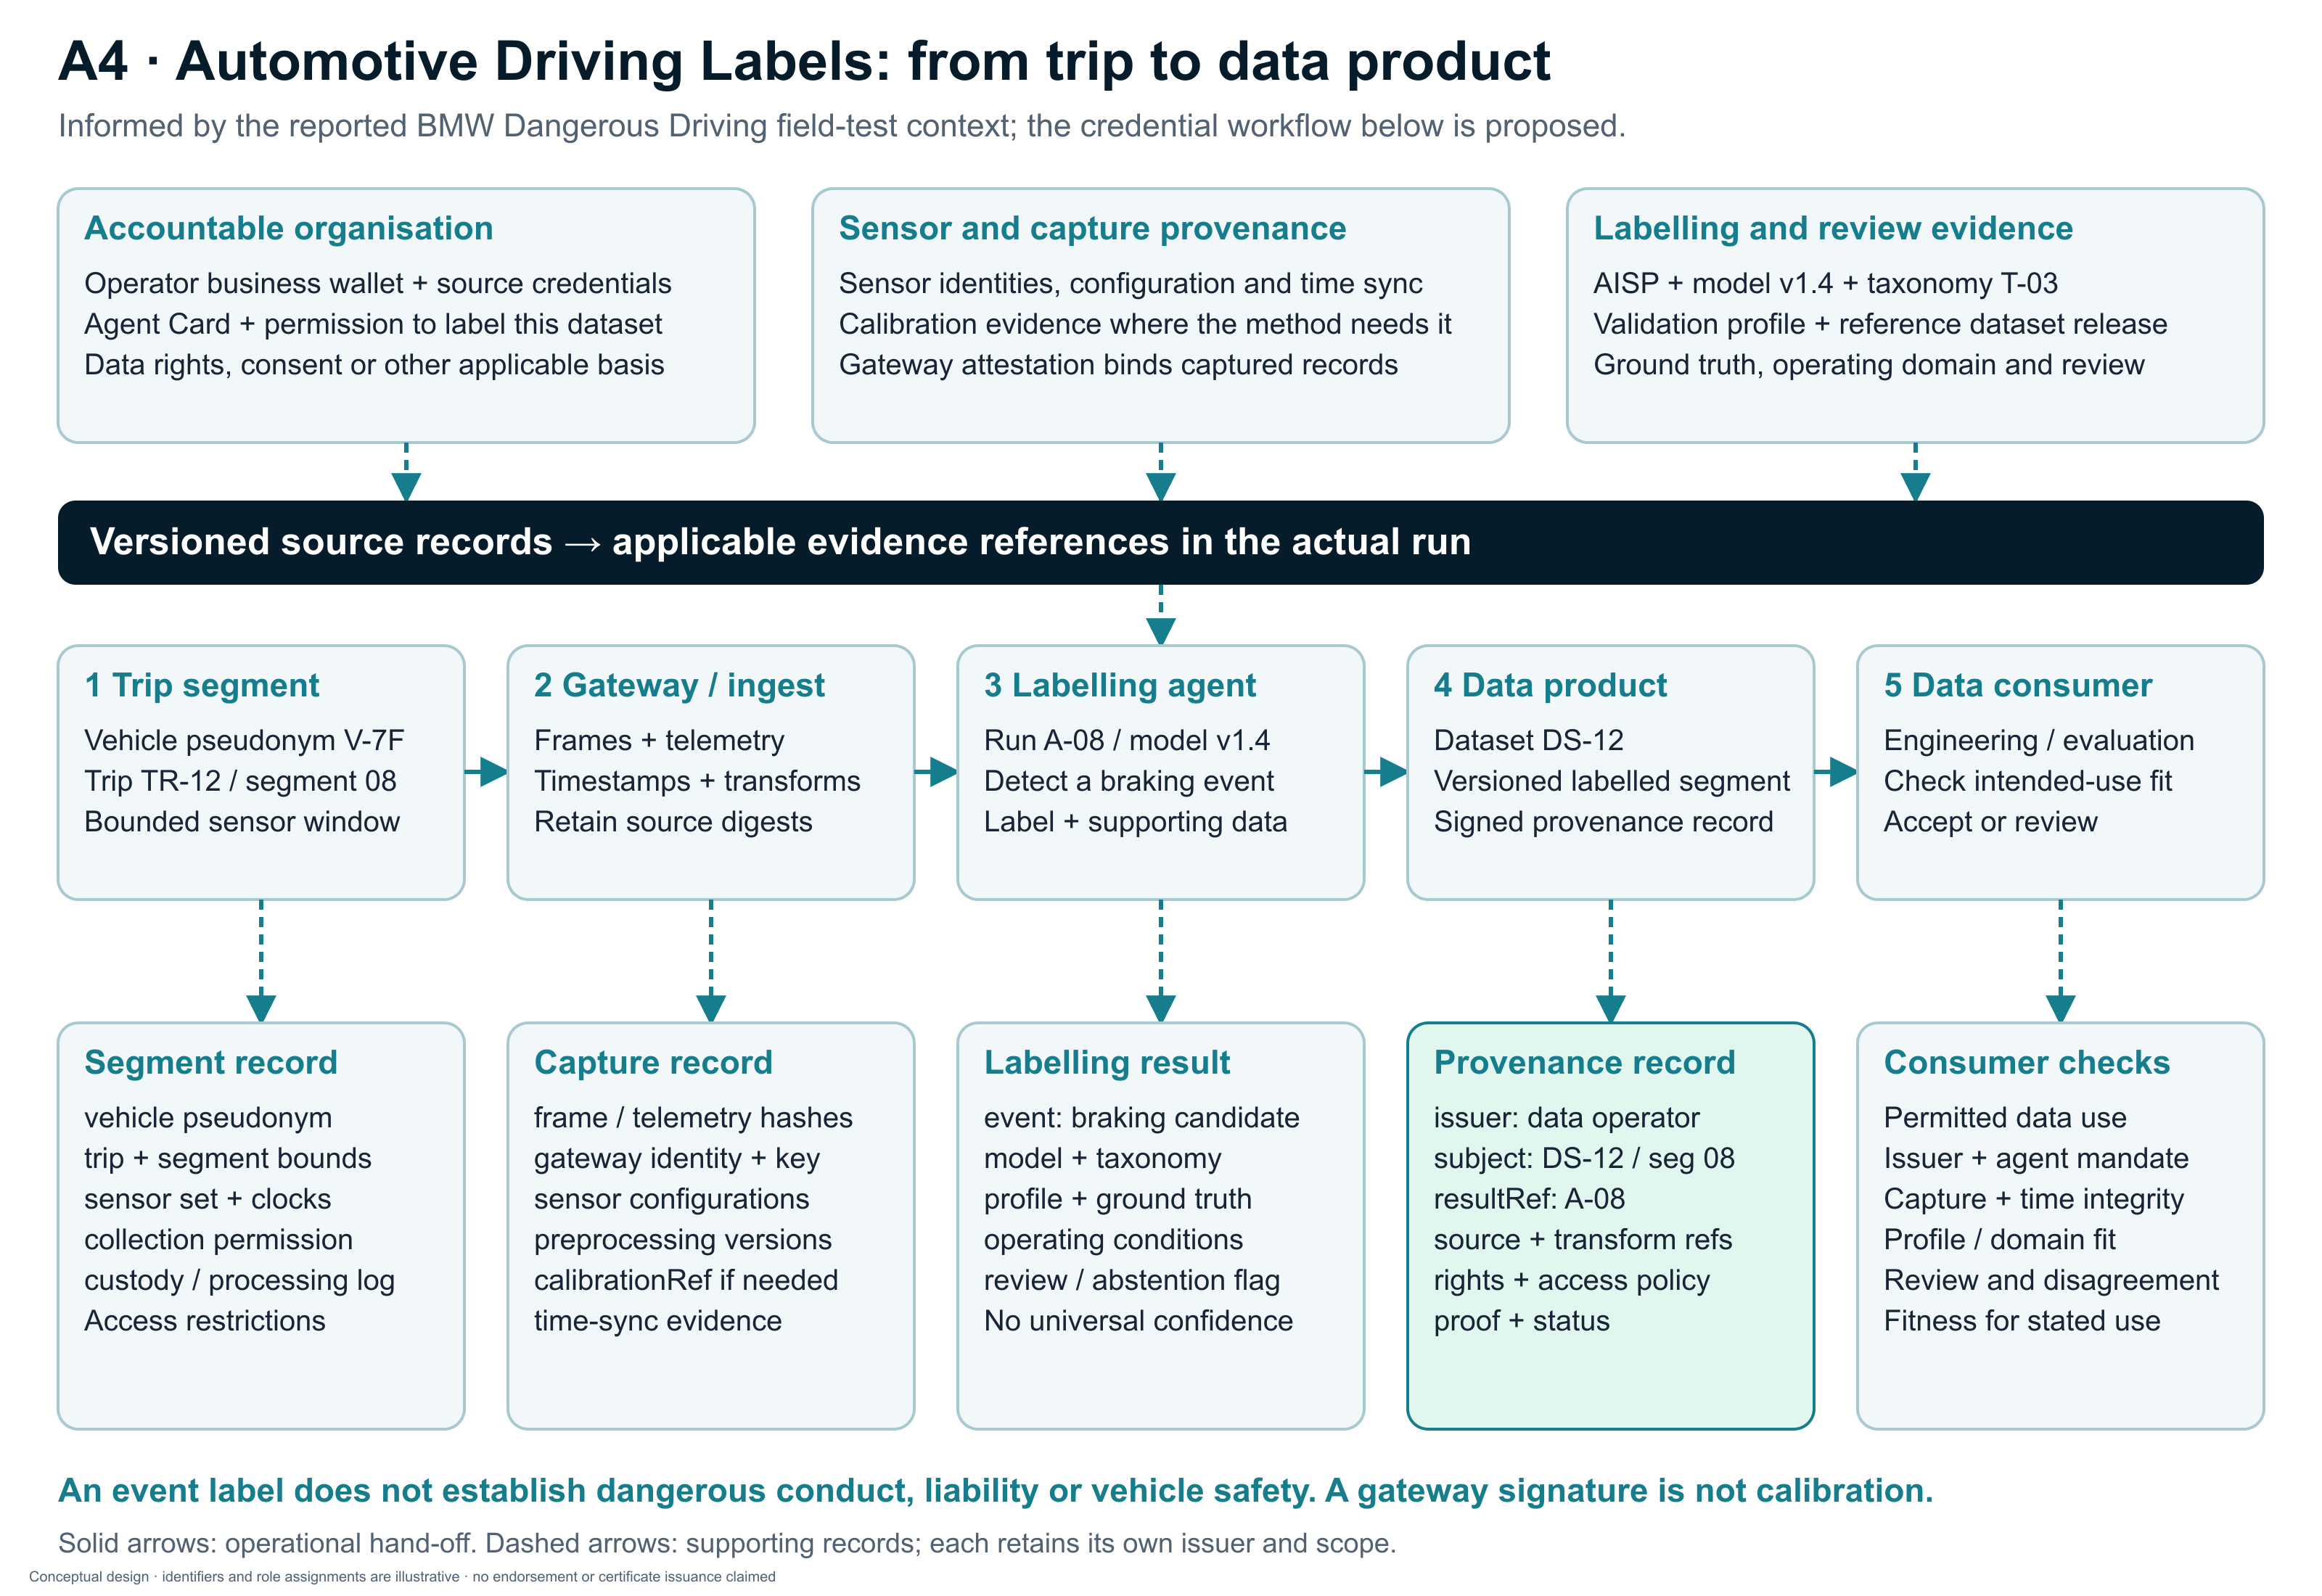 A4 · Automotive Driving Labels: from trip to data product
Informed by the reported BMW Dangerous Driving field-test context; the credential workflow below is proposed.
Accountable organisation
Operator business wallet + source credentials
Agent Card + permission to label this dataset
Data rights, consent or other applicable basis
Sensor and capture provenance
Sensor identities, configuration and time sync
Calibration evidence where the method needs it
Gateway attestation binds captured records
Labelling and review evidence
AISP + model v1.4 + taxonomy T-03
Validation profile + reference dataset release
Ground truth, operating domain and review
Versioned source records → applicable evidence references in the actual run
1 Trip segment
Vehicle pseudonym V-7F
Trip TR-12 / segment 08
Bounded sensor window
2 Gateway / ingest
Frames + telemetry
Timestamps + transforms
Retain source digests
3 Labelling agent
Run A-08 / model v1.4
Detect a braking event
Label + supporting data
4 Data product
Dataset DS-12
Versioned labelled segment
Signed provenance record
5 Data consumer
Engineering / evaluation
Check intended-use fit
Accept or review
Segment record
vehicle pseudonym
trip + segment bounds
sensor set + clocks
collection permission
custody / processing log
Access restrictions
Capture record
frame / telemetry hashes
gateway identity + key
sensor configurations
preprocessing versions
calibrationRef if needed
time-sync evidence
Labelling result
event: braking candidate
model + taxonomy
profile + ground truth
operating conditions
review / abstention flag
No universal confidence
Provenance record
issuer: data operator
subject: DS-12 / seg 08
resultRef: A-08
source + transform refs
rights + access policy
proof + status
Consumer checks
Permitted data use
Issuer + agent mandate
Capture + time integrity
Profile / domain fit
Review and disagreement
Fitness for stated use
An event label does not establish dangerous conduct, liability or vehicle safety. A gateway signature is not calibration.
Solid arrows: operational hand-off. Dashed arrows: supporting records; each retains its own issuer and scope.
Conceptual design · identifiers and role assignments are illustrative · no endorsement or certificate issuance claimed